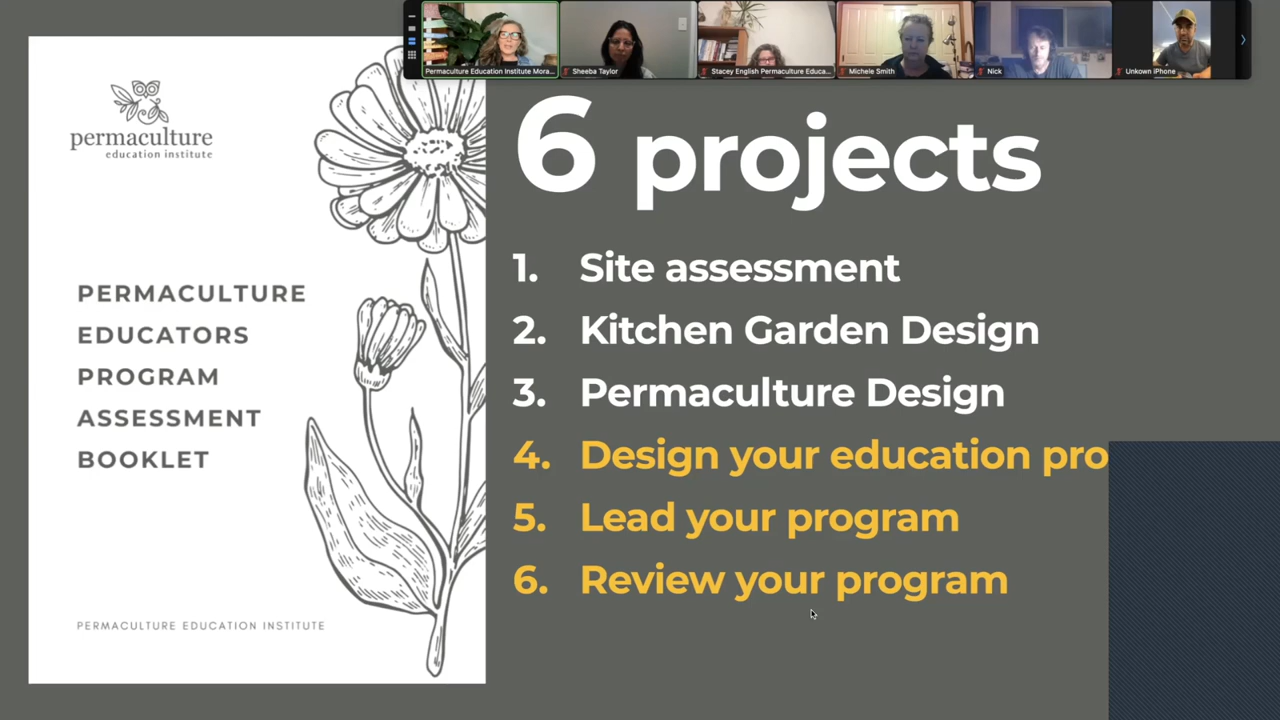 Permaculture Education Institute Mora...
Sheeba Taylor
Stacey English Permaculture Educa...
Michele Smith
Nick
Unkown iPhone
permaculture
education institute
PERMACULTURE
EDUCATORS
PROGRAM
ASSESSMENT
BOOKLET
PERMACULTURE EDUCATION INSTITUTE
6 projects
1. Site assessment
2. Kitchen Garden Design
3. Permaculture Design
4. Design your education pro
5. Lead your program
6. Review your program